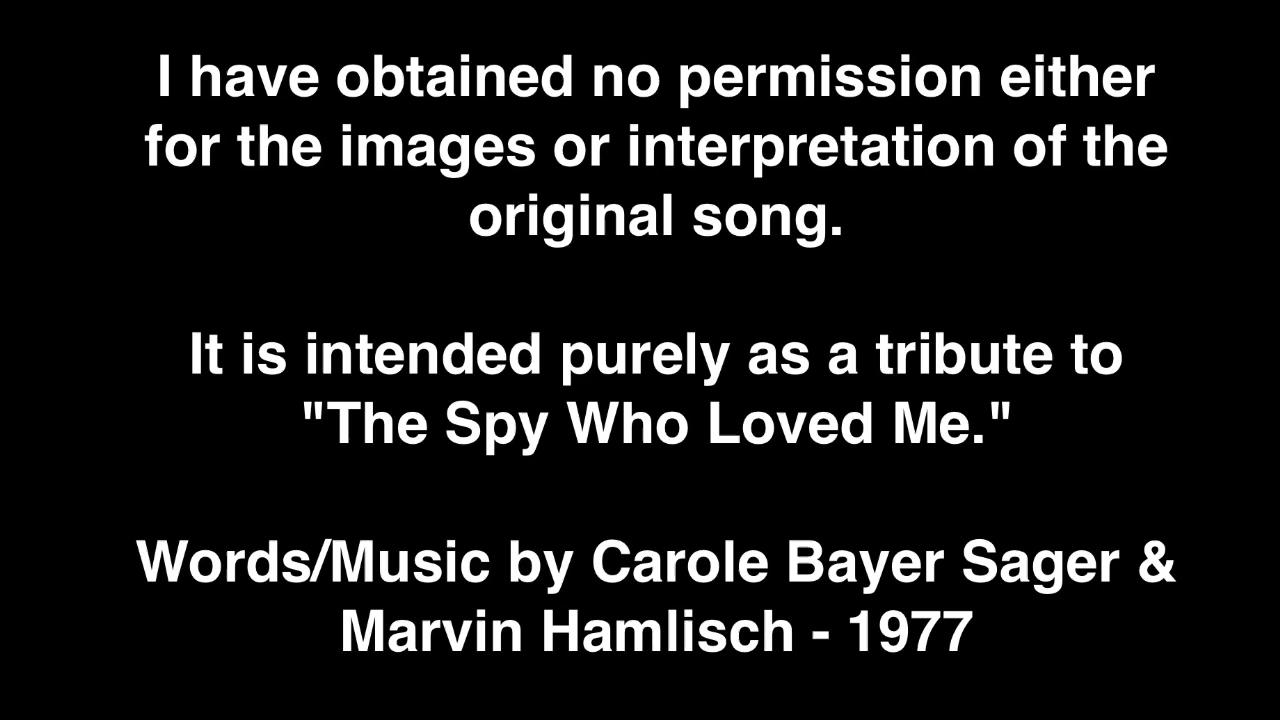 I have obtained no permission either
for the images or interpretation of the
original song.
It is intended purely as a tribute to
"The Spy Who Loved Me."
Words/Music by Carole Bayer Sager &
Marvin Hamlisch - 1977